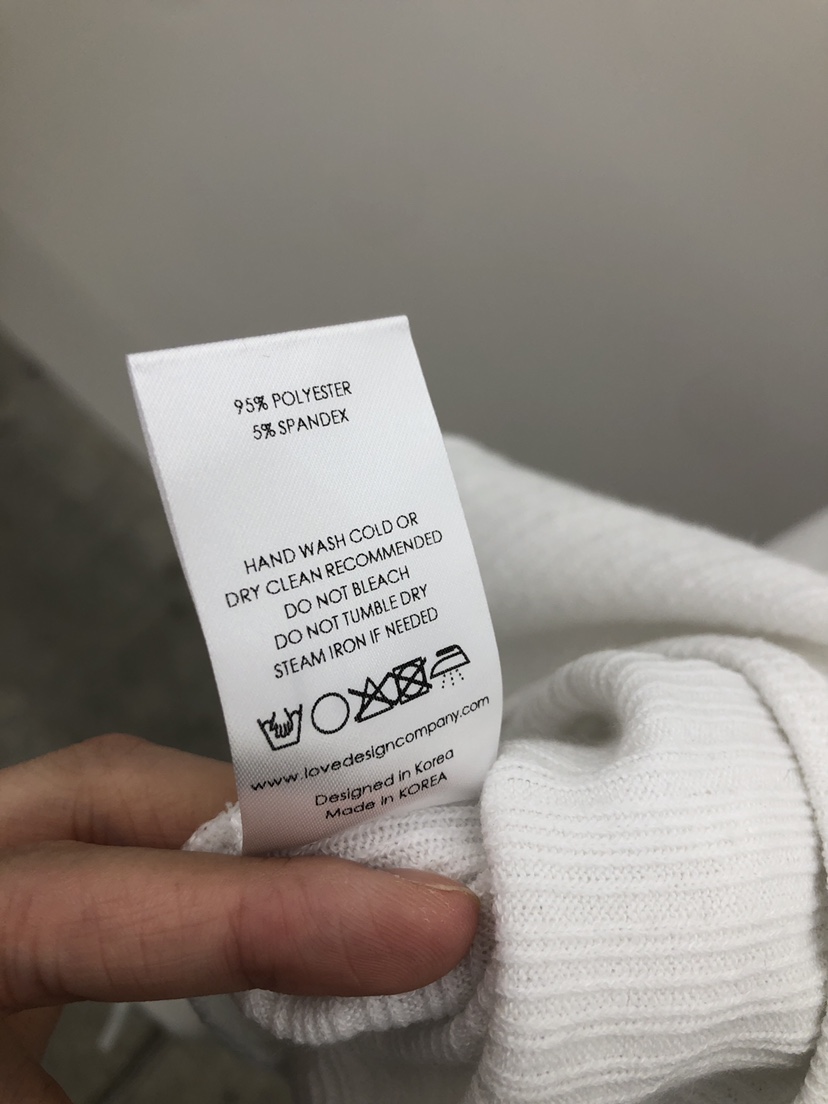 95% POLYESTER
5% SPANDEX
HAND WASH COLD OR
DRY CLEAN RECOMMENDED
DO NOT BLEACH
DO NOT TUMBLE DRY
STEAM IRON IF NEEDED
www.lovedesigncompany.com
Designed in Korea
Made in KOREA